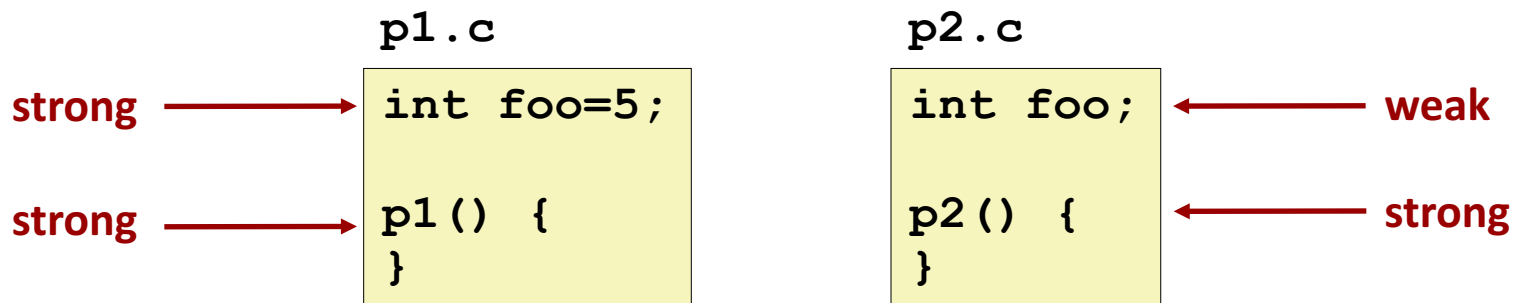 p1.c
p2.c
strong
int foo=5;
int foo;
weak
strong
p1() {
p2() {
strong
}
}